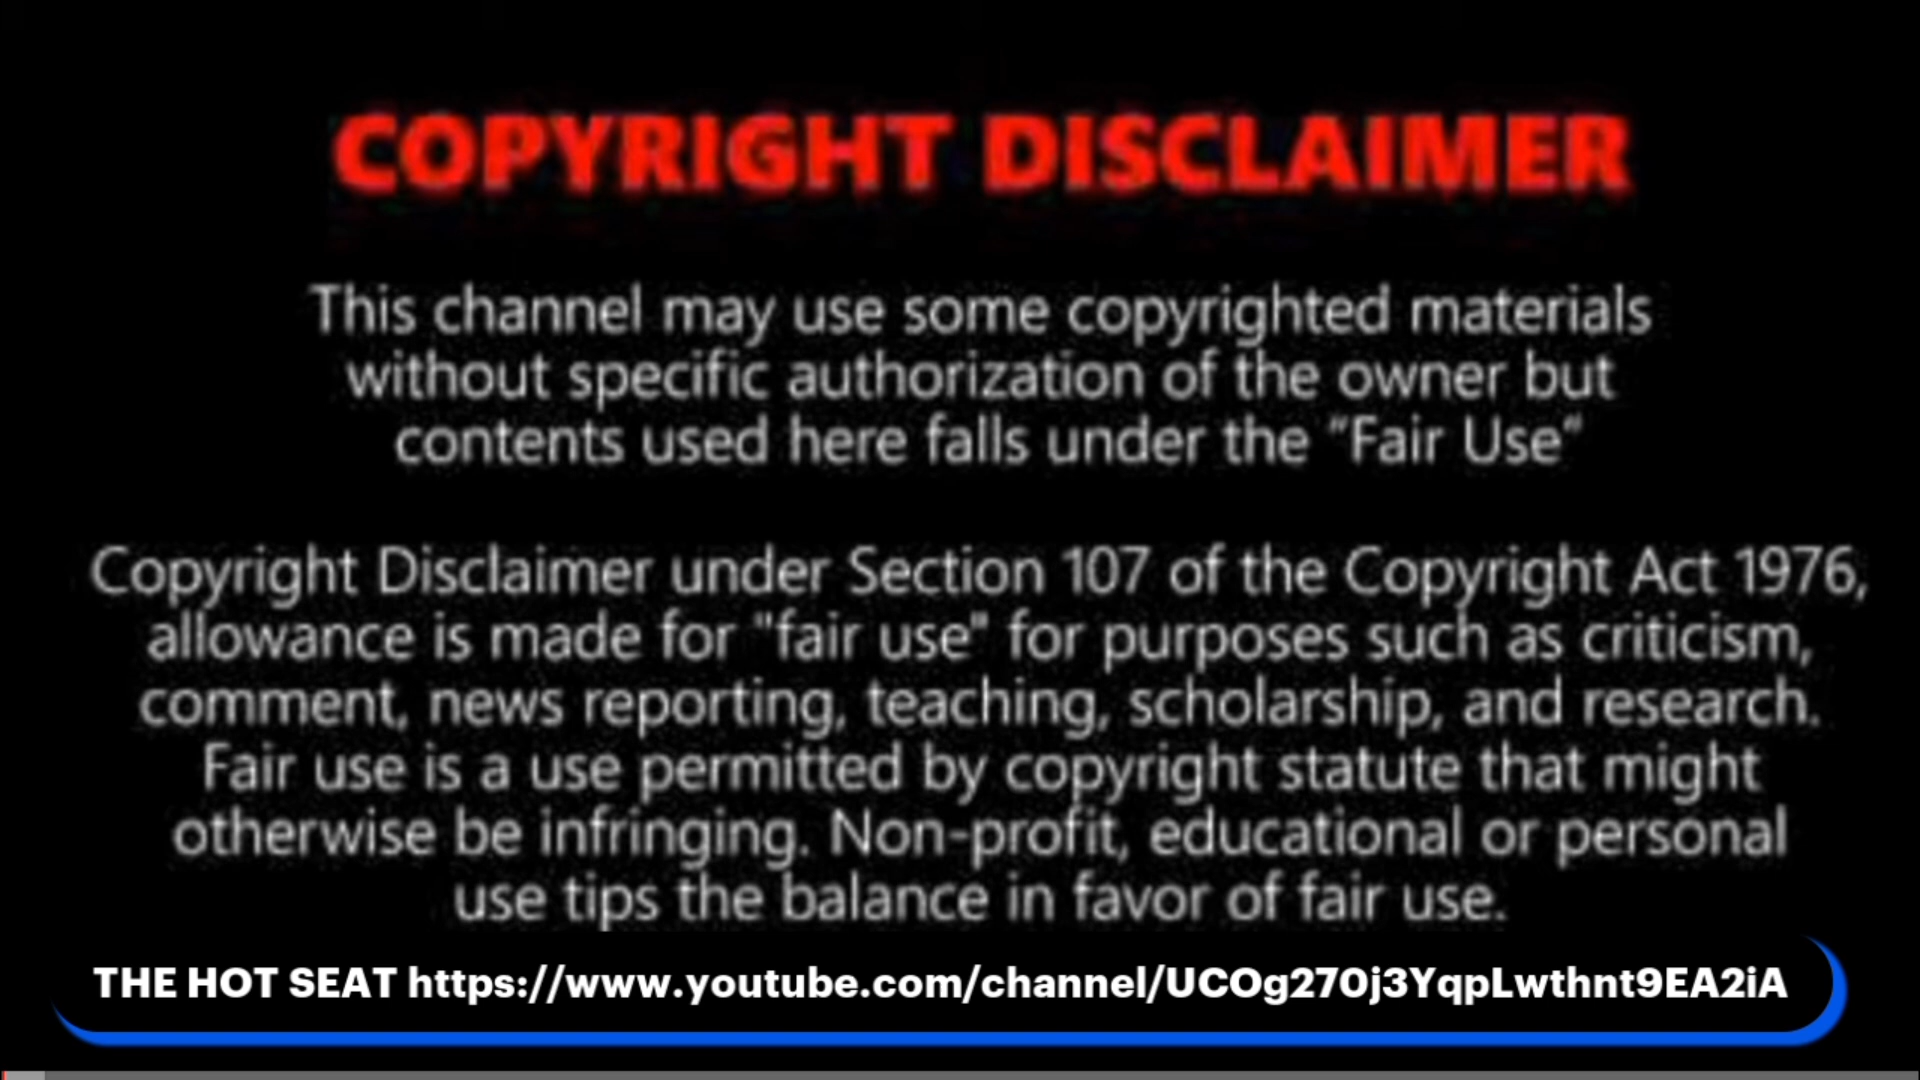 COPYRIGHT DISCLAIMER
This channel may use some copyrighted materials
without specific authorization of the owner but
contents used here falls under the "Fair Use"
Copyright Disclaimer under Section 107 of the Copyright Act 1976,
allowance is made for "fair use" for purposes such as criticism,
comment, news reporting, teaching, scholarship, and research.
Fair use is a use permitted by copyright statute that might
otherwise be infringing. Non-profit, educational or personal
use tips the balance in favor of fair use.
THE HOT SEAT https://www.youtube.com/channel/UCOg270j3YqpLwthnt9EA2iA